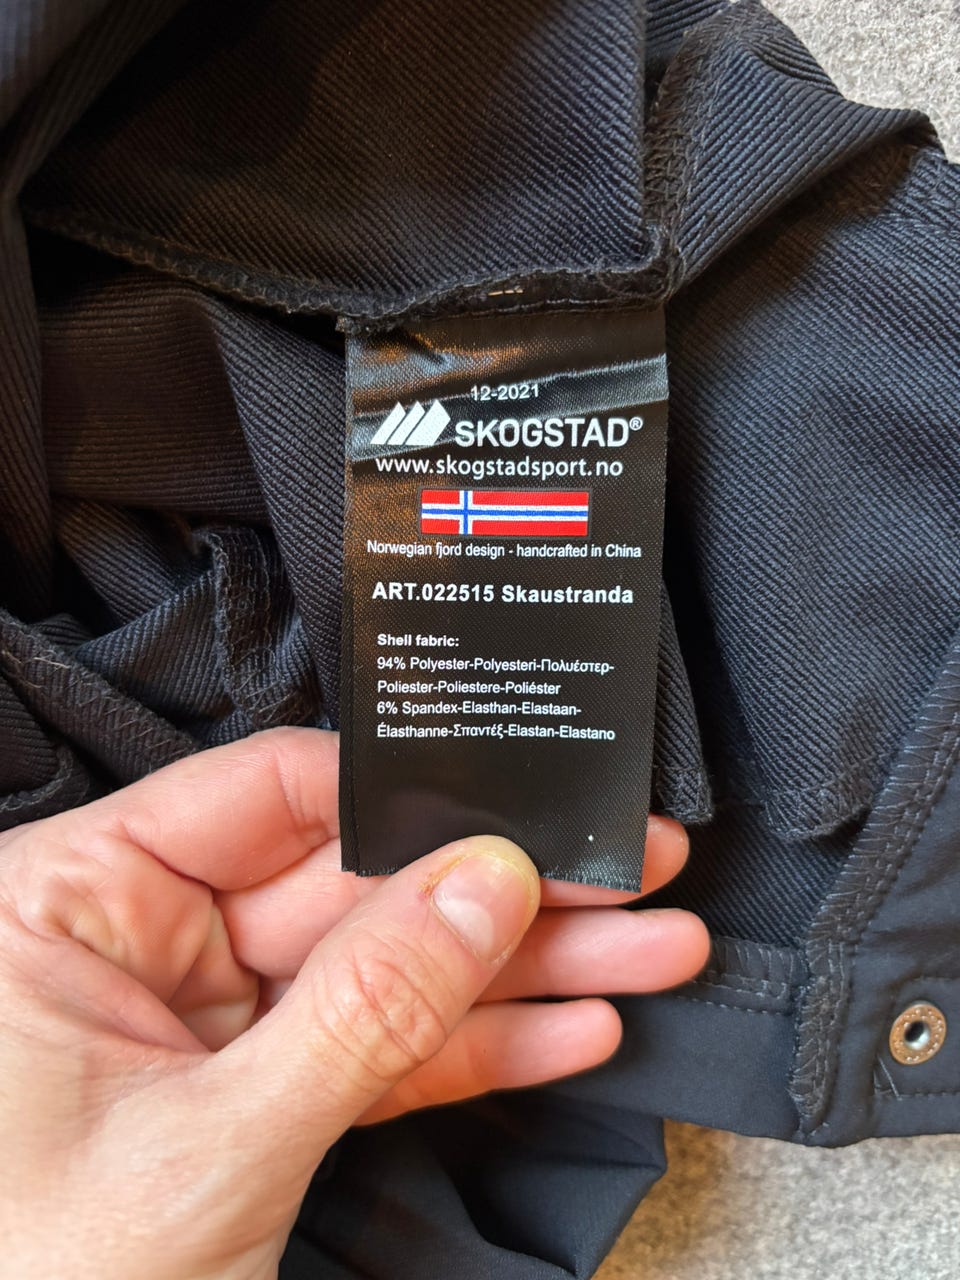 12-2021
SKOGSTAD®
www.skogstadsport.no
Norwegian fjord design - handcrafted in China
ART.022515 Skaustranda
Shell fabric:
94% Polyester-Polyesteri-Πολυέστερ-
Poliester-Poliestere-Poliéster
6% Spandex-Elasthan-Elastaan-
Élasthanne-Σπαντέξ-Elastan-Elastano